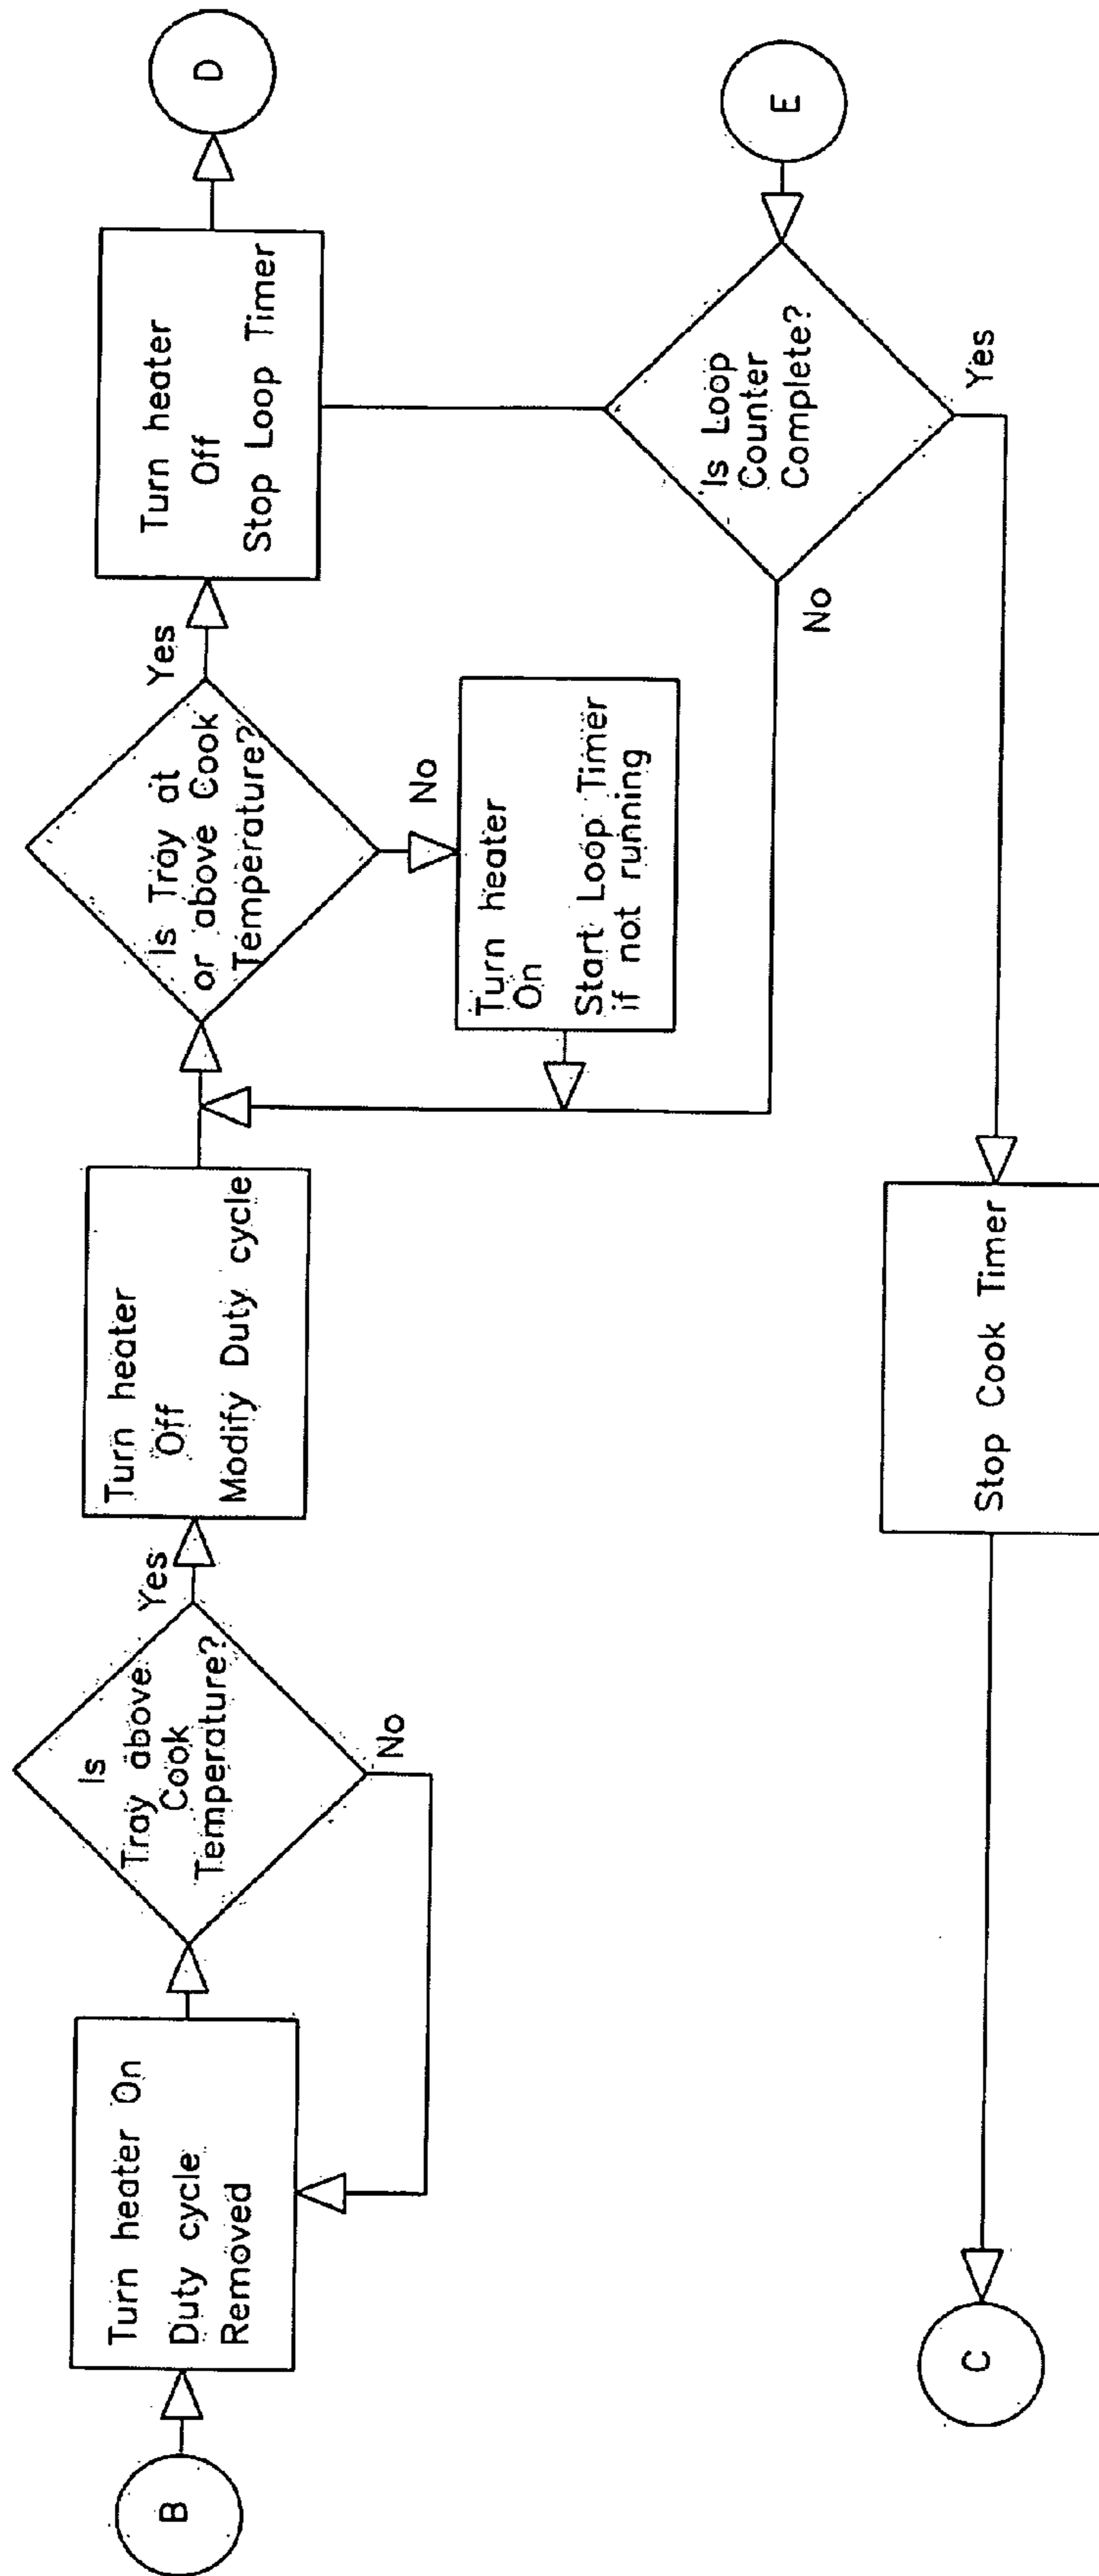 B
Turn heater On
Duty cycle
Removed
Is
Tray above
Cook
Temperature?
Yes
No
Turn heater
Off
Modify Duty cycle
Is Tray at
or above Cook
Temperature?
Yes
No
Turn heater
On
Start Loop Timer
if not running
Turn heater
Off
Stop Loop Timer
D
E
Is Loop
Counter
Complete?
No
Yes
Stop Cook Timer
C